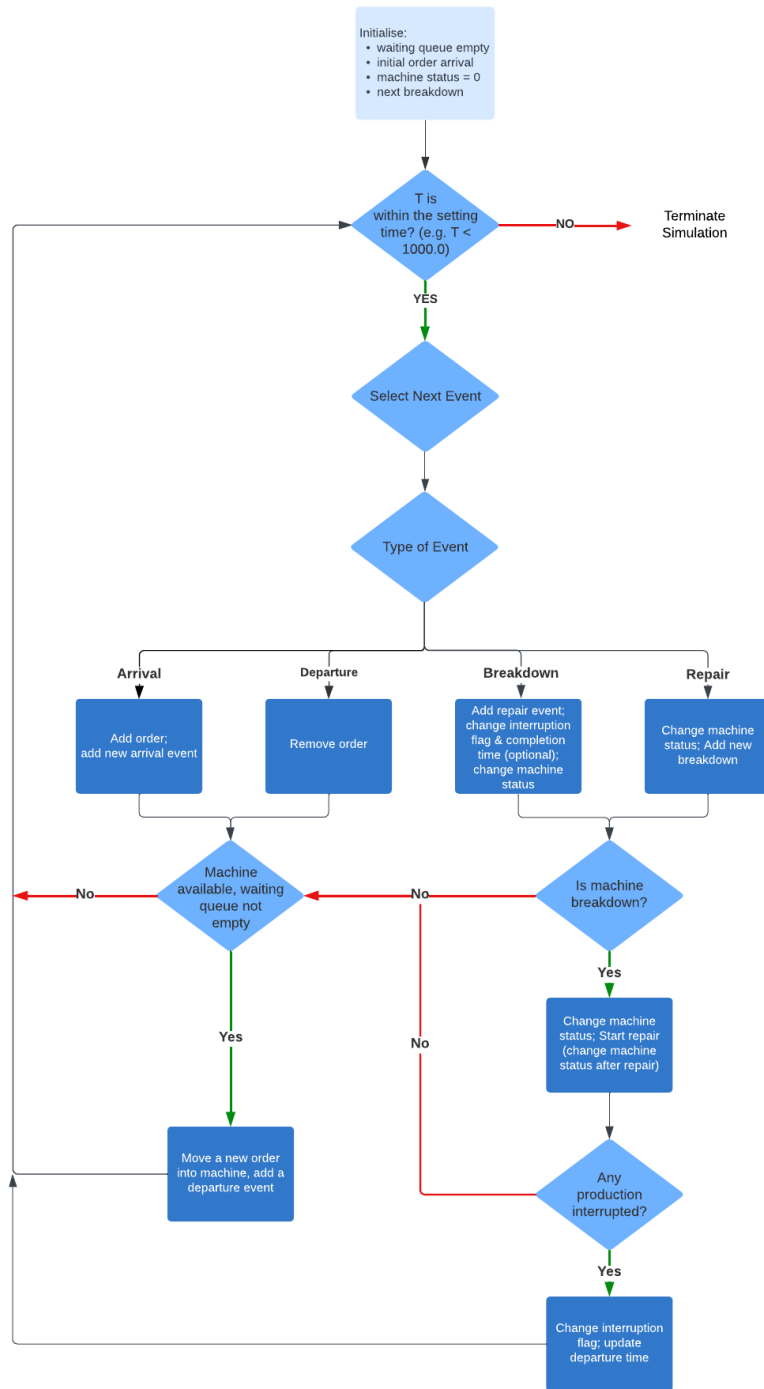 Initialise:
• waiting queue empty
• initial order arrival
• machine status = 0
• next breakdown
T is
within the setting
time? (e.g. T <
1000.0)
NO
Terminate
Simulation
YES
Select Next Event
Type of Event
Arrival
Departure
Breakdown
Repair
Add order;
add new arrival event
Remove order
Add repair event;
change interruption
flag & completion
time (optional);
change machine
status
Change machine
status; Add new
breakdown
Machine
available, waiting
queue not
empty
No
No
Is machine
breakdown?
Yes
Yes
No
Change machine
status; Start repair
(change machine
status after repair)
Move a new order
into machine, add a
departure event
Any
production
interrupted?
Yes
Change interruption
flag; update
departure time